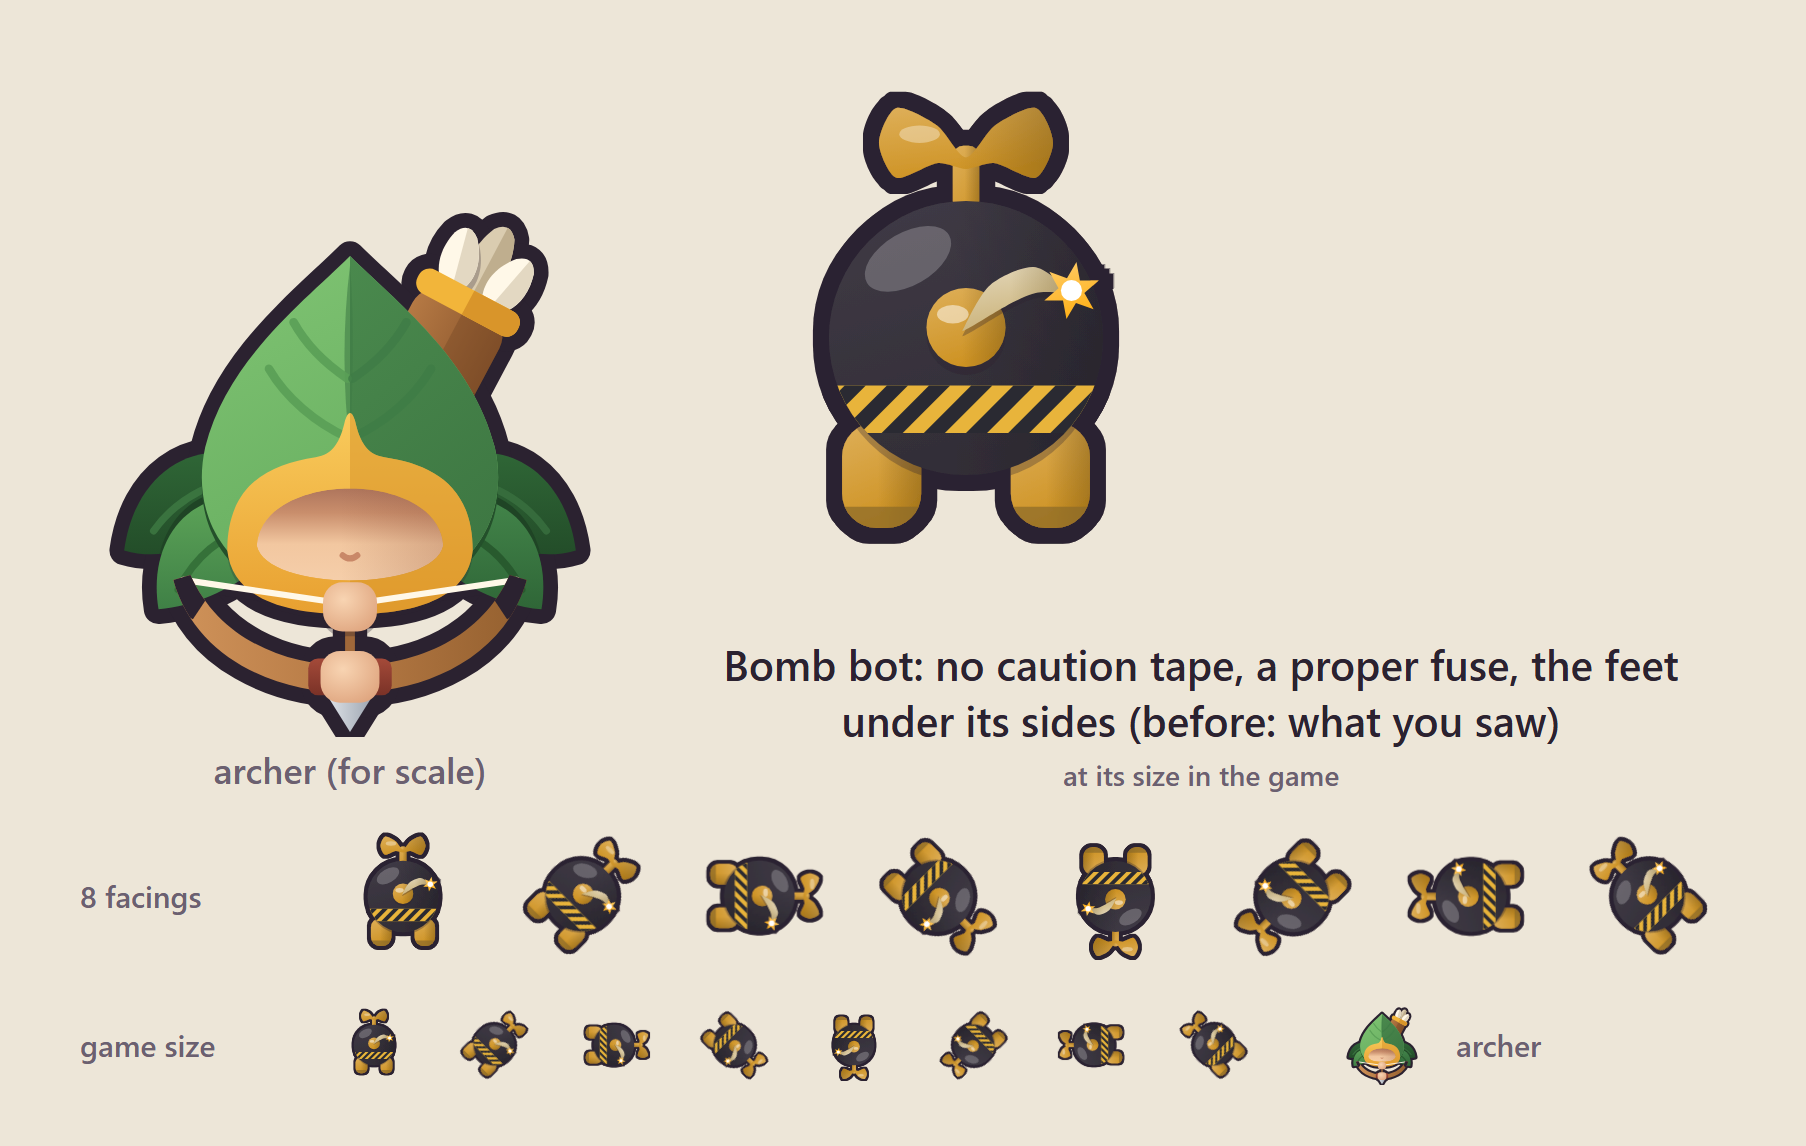 Bomb bot: no caution tape, a proper fuse, the feet
under its sides (before: what you saw)
archer (for scale)
at its size in the game
8 facings
game size
archer